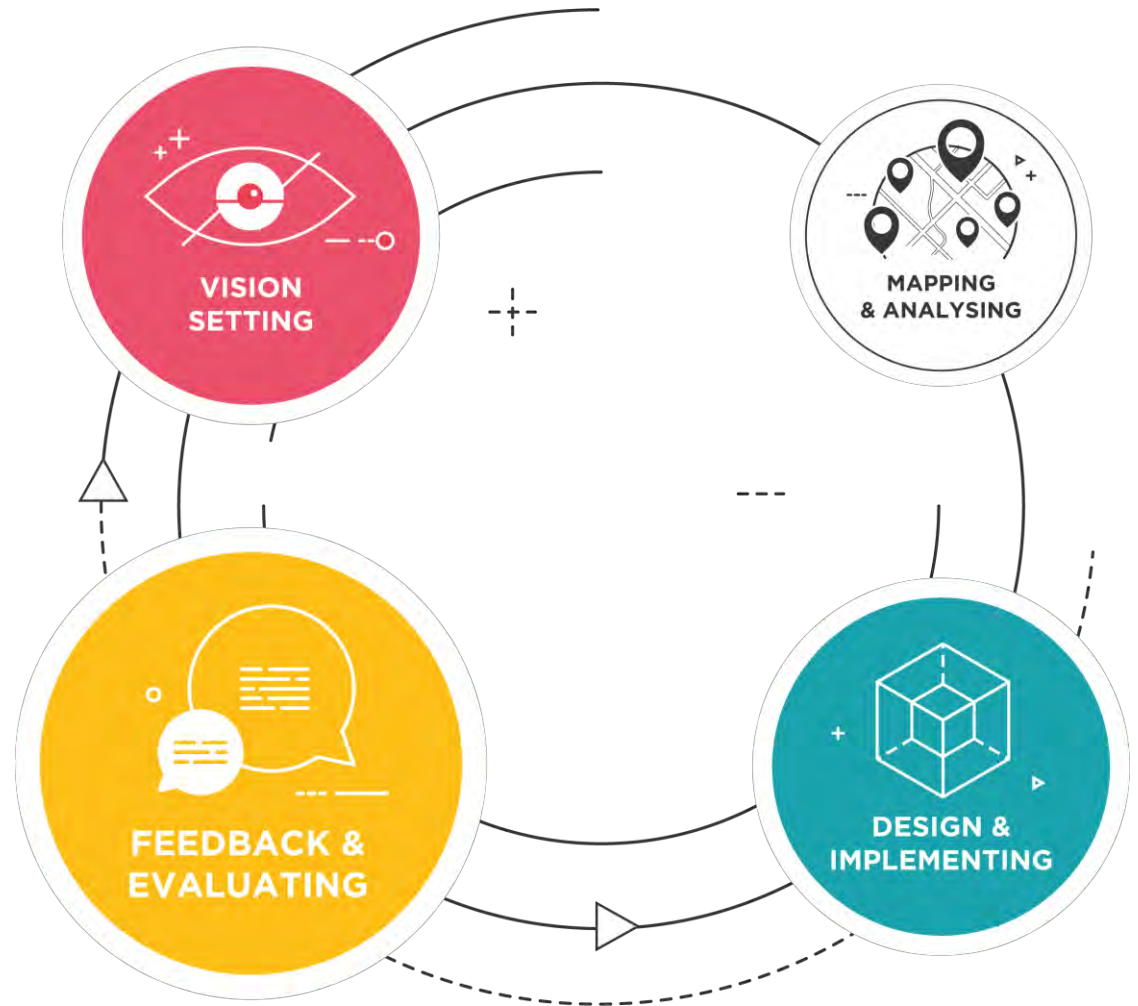 VISION
SETTING
MAPPING
& ANALYSING
FEEDBACK &
EVALUATING
DESIGN &
IMPLEMENTING